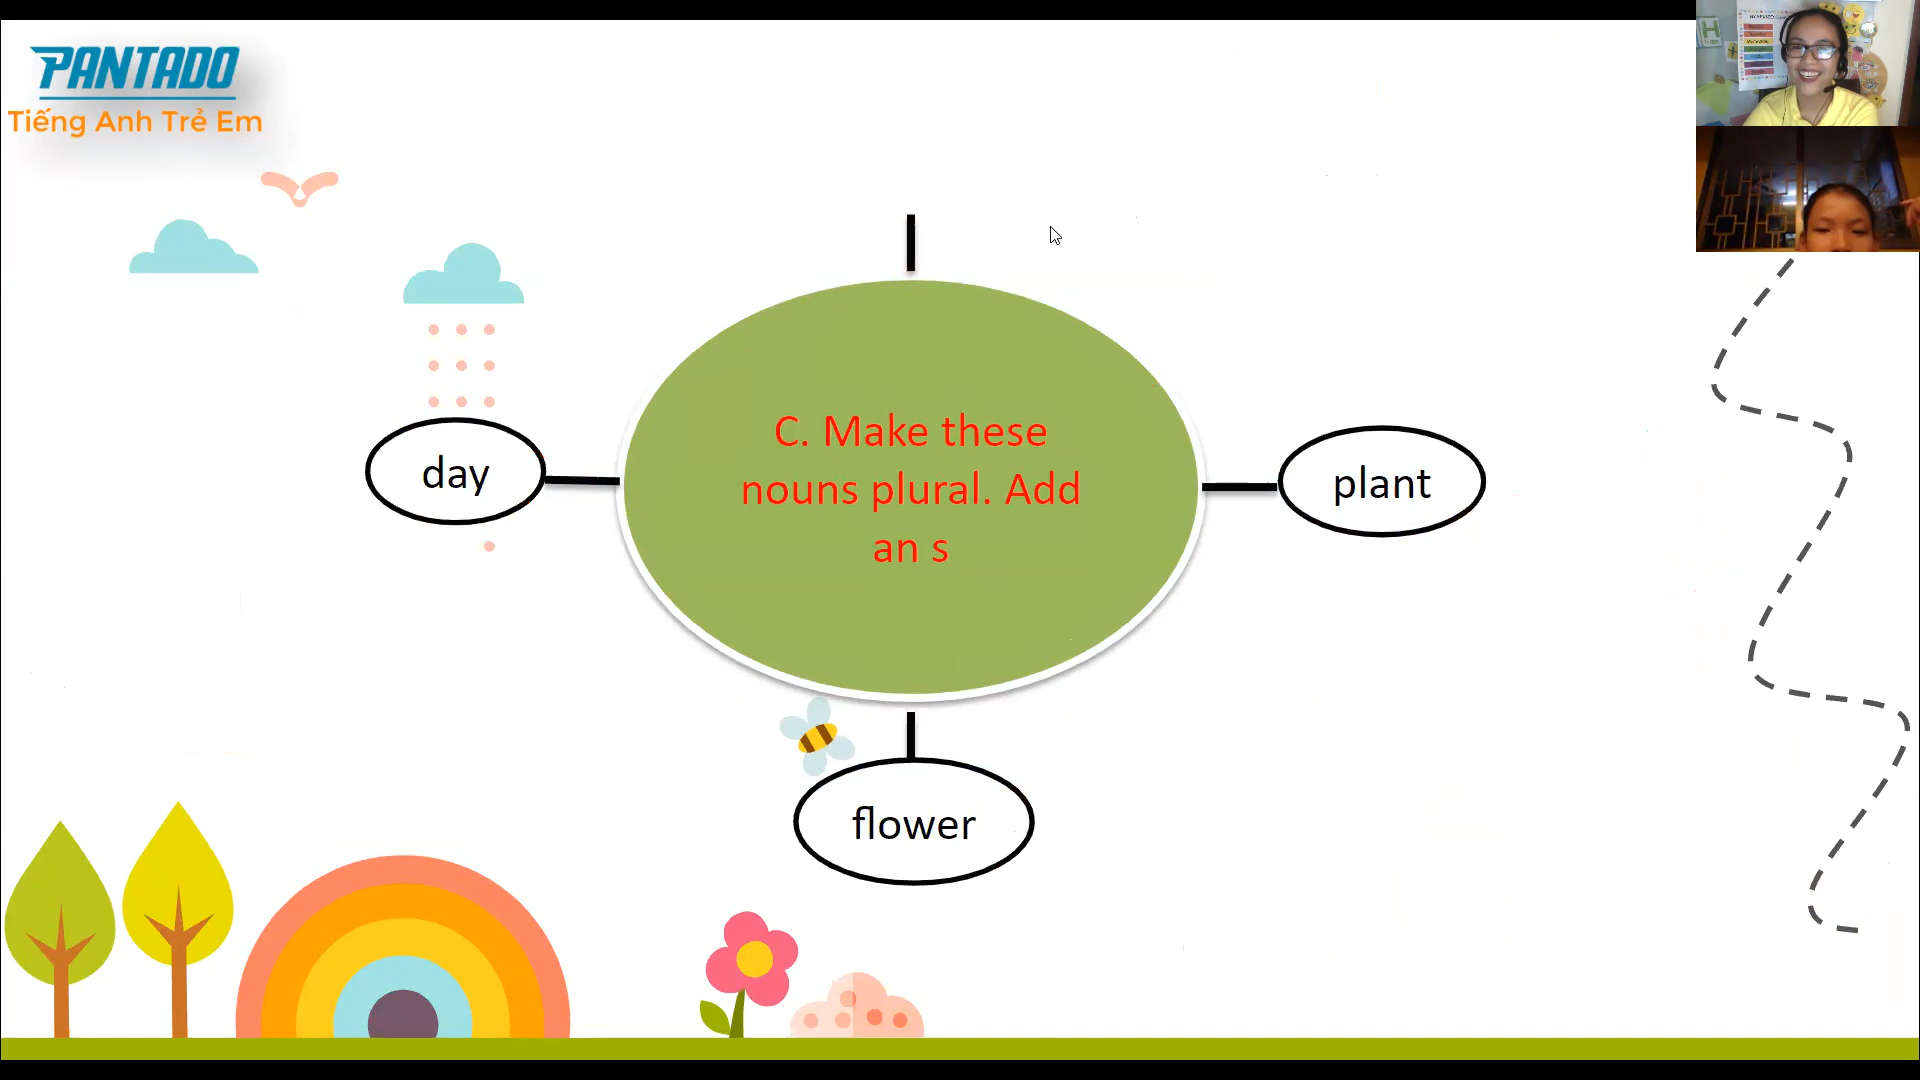 PANTADO
Tiếng Anh Trẻ Em
C. Make these
nouns plural. Add
an s
day
plant
flower